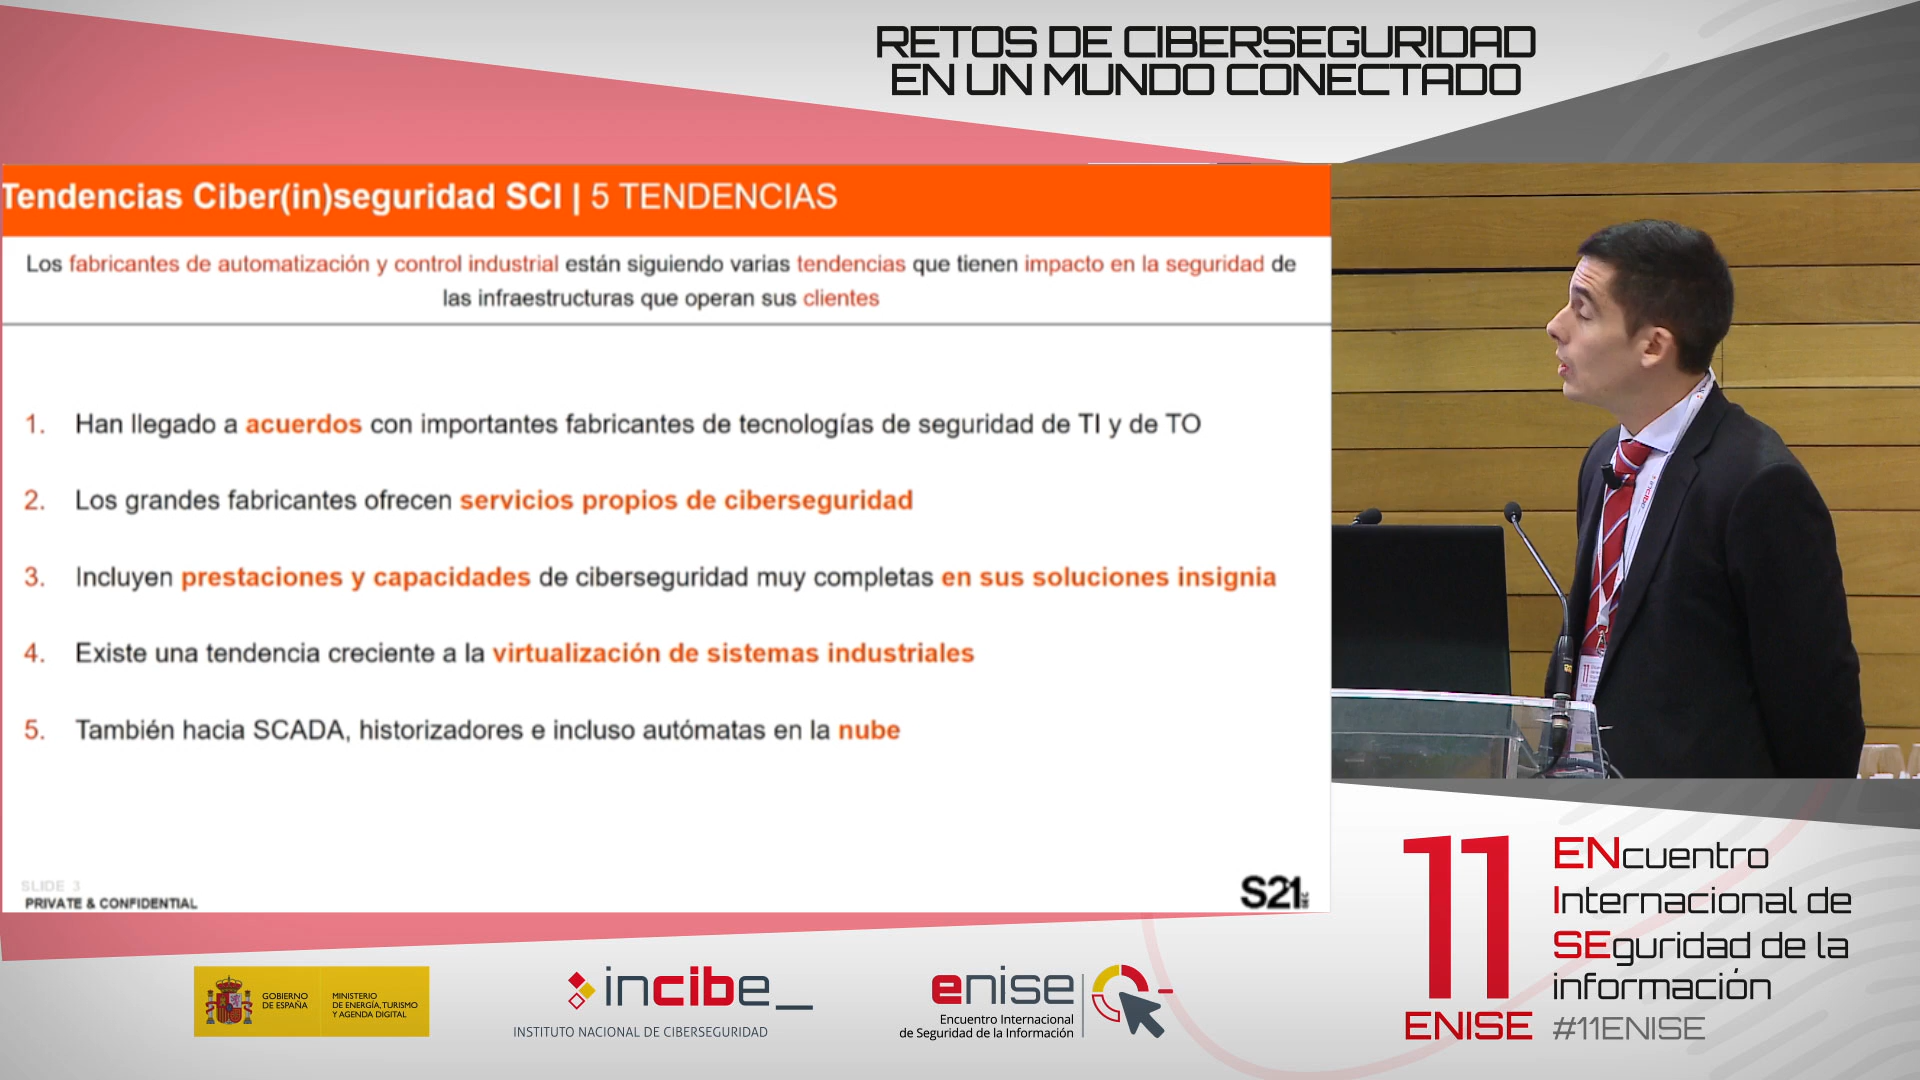 RETOS DE CIBERSEGURIDAD
EN UN MUNDO CONECTADO
Tendencias Ciber(in)seguridad SCI | 5 TENDENCIAS
Los fabricantes de automatización y control industrial están siguiendo varias tendencias que tienen impacto en la seguridad de
las infraestructuras que operan sus clientes
1. Han llegado a acuerdos con importantes fabricantes de tecnologías de seguridad de TI y de TO
2. Los grandes fabricantes ofrecen servicios propios de ciberseguridad
3. Incluyen prestaciones y capacidades de ciberseguridad muy completas en sus soluciones insignia
4. Existe una tendencia creciente a la virtualización de sistemas industriales
5. También hacia SCADA, historizadores e incluso autómatas en la nube
SLIDE 3
PRIVATE & CONFIDENTIAL
S21 SEC
11
ENISE
ENcuentro
Internacional de
SEguridad de la
información
#11ENISE
GOBIERNO
DE ESPAÑA
MINISTERIO
DE ENERGÍA, TURISMO
Y AGENDA DIGITAL
incibe_
INSTITUTO NACIONAL DE CIBERSEGURIDAD
enise
Encuentro Internacional
de Seguridad de la Información